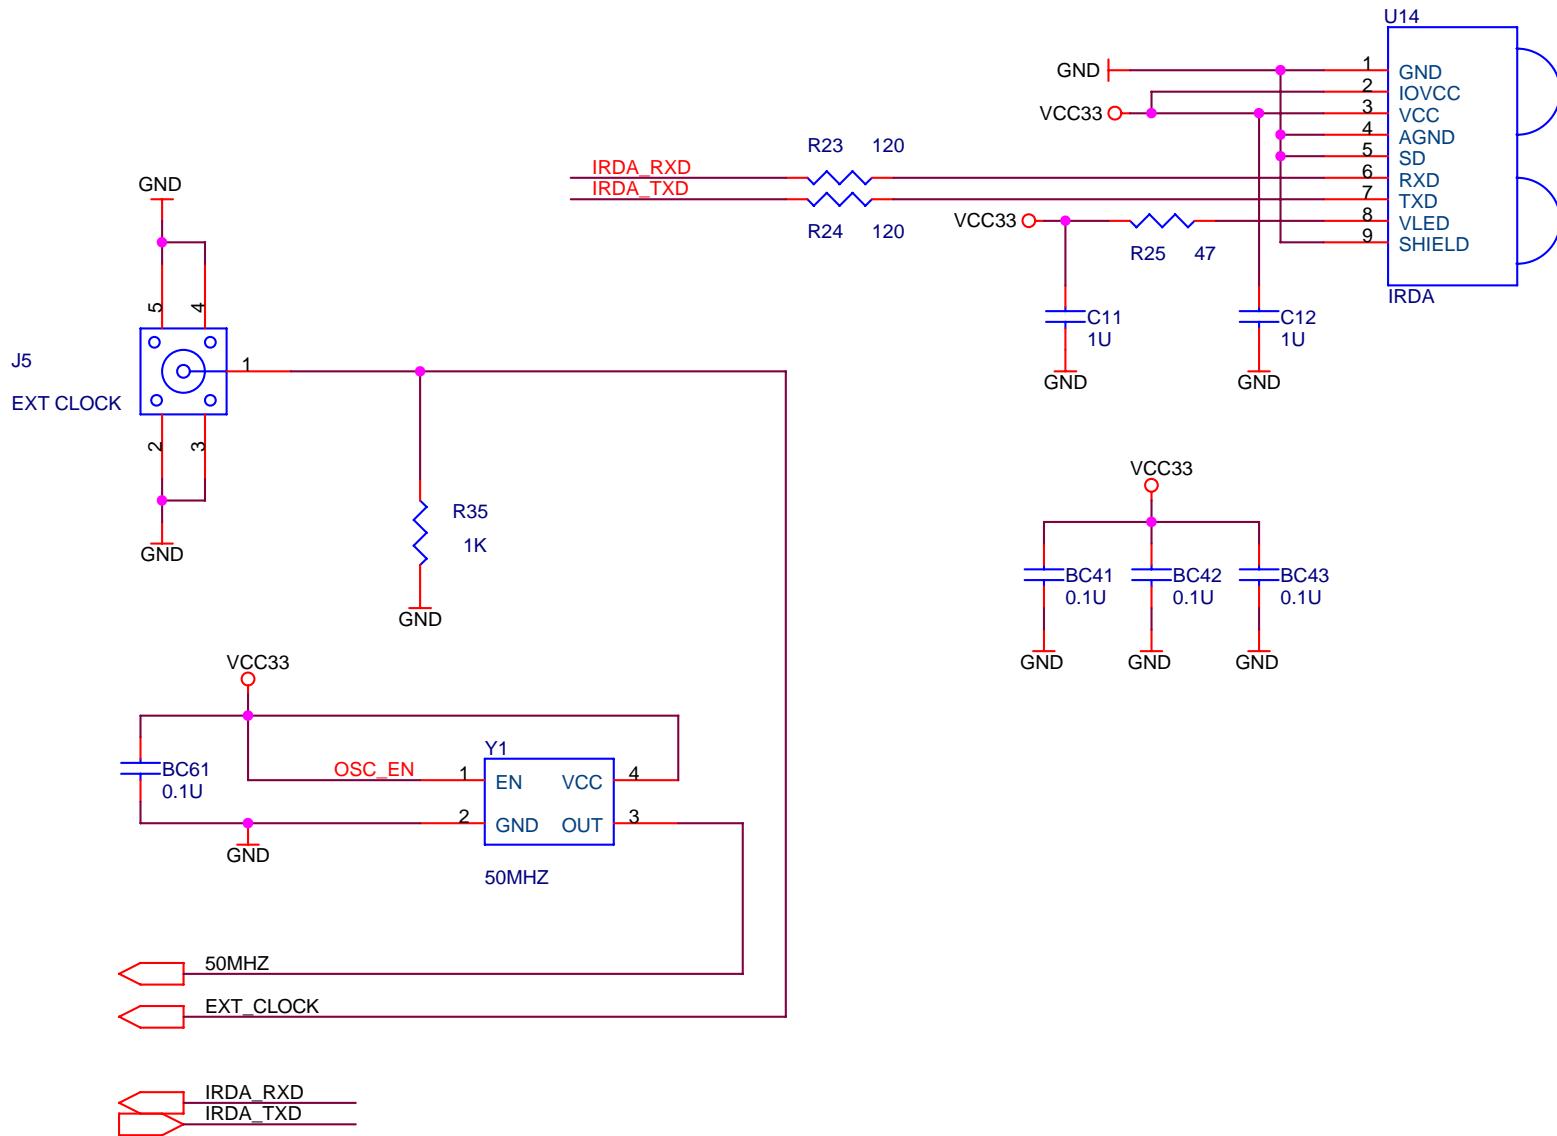 U14
GND
1
GND
2
IOVCC
VCC33
3
VCC
4
AGND
R23 120
5
SD
IRDA_RXD
6
RXD
IRDA_TXD
7
TXD
VCC33
8
VLED
R24 120
9
SHIELD
R25 47
IRDA
GND
5
4
C11
1U
C12
1U
GND
GND
J5
1
EXT CLOCK
2
3
GND
R35
1K
GND
VCC33
BC41
0.1U
BC42
0.1U
BC43
0.1U
GND
GND
GND
VCC33
Y1
BC61
0.1U
OSC_EN
1
EN
VCC
4
2
GND
OUT
3
GND
50MHZ
50MHZ
EXT_CLOCK
IRDA_RXD
IRDA_TXD